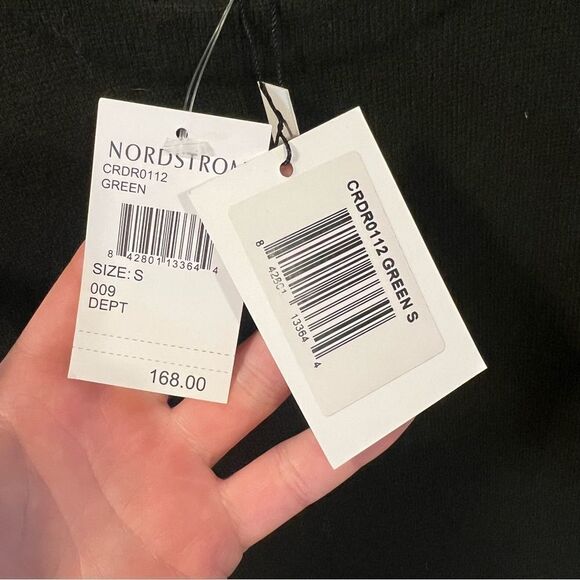 NORDSTROM
CRDR0112
GREEN
8 42801 13364 4
SIZE: S
009
DEPT
168.00
CRDR0112 GREEN S
8 42801 13364 4